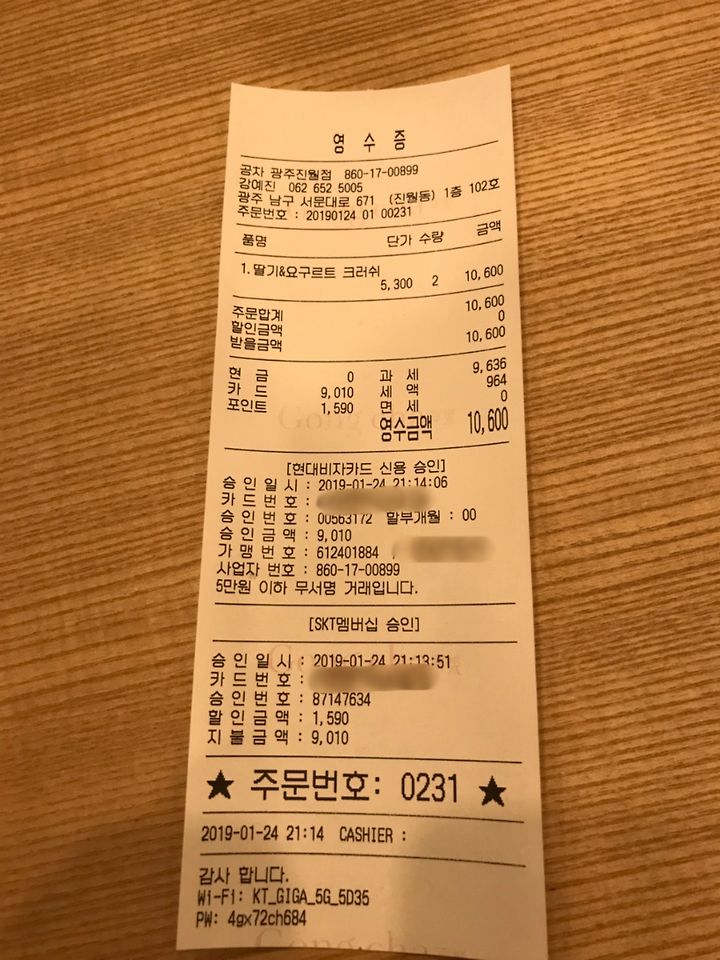 영 수 증
공차 광주진월점 860-17-00899
강예진 062 652 5005
광주 남구 서문대로 671 (진월동) 1층 102호
주문번호 : 20190124 01 00231
품명 단가 수량 금액
1.딸기&요구르트 크러쉬
5,300 2 10,600
주문합계 10,600
할인금액 0
받을금액 10,600
현 금 0 과 세 9,636
카 드 9,010 세 액 964
포인트 1,590 면 세 0
영수금액 10,600
[현대비자카드 신용 승인]
승 인 일 시 : 2019-01-24 21:14:06
카 드 번 호 :
승 인 번 호 : 00563172 할부개월 : 00
승 인 금 액 : 9,010
가 맹 번 호 : 612401884
사업자 번호 : 860-17-00899
5만원 이하 무서명 거래입니다.
[SKT멤버십 승인]
승 인 일 시 : 2019-01-24 21:13:51
카 드 번 호 :
승 인 번 호 : 87147634
할 인 금 액 : 1,590
지 불 금 액 : 9,010
★ 주문번호: 0231 ★
2019-01-24 21:14 CASHIER :
감사 합니다.
Wi-Fi: KT_GIGA_5G_5D35
PW: 4gx72ch684